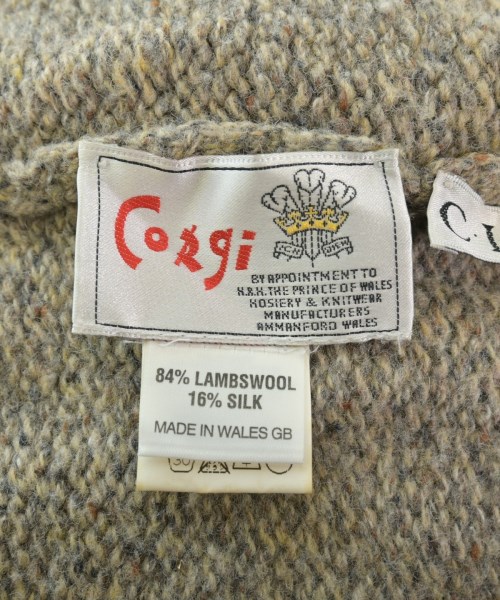 Corgi
ICH DIEN
BY APPOINTMENT TO
H.R.H. THE PRINCE OF WALES
HOSIERY & KNITWEAR
MANUFACTURERS
AMMANFORD WALES
C.
84% LAMBSWOOL
16% SILK
MADE IN WALES GB
30